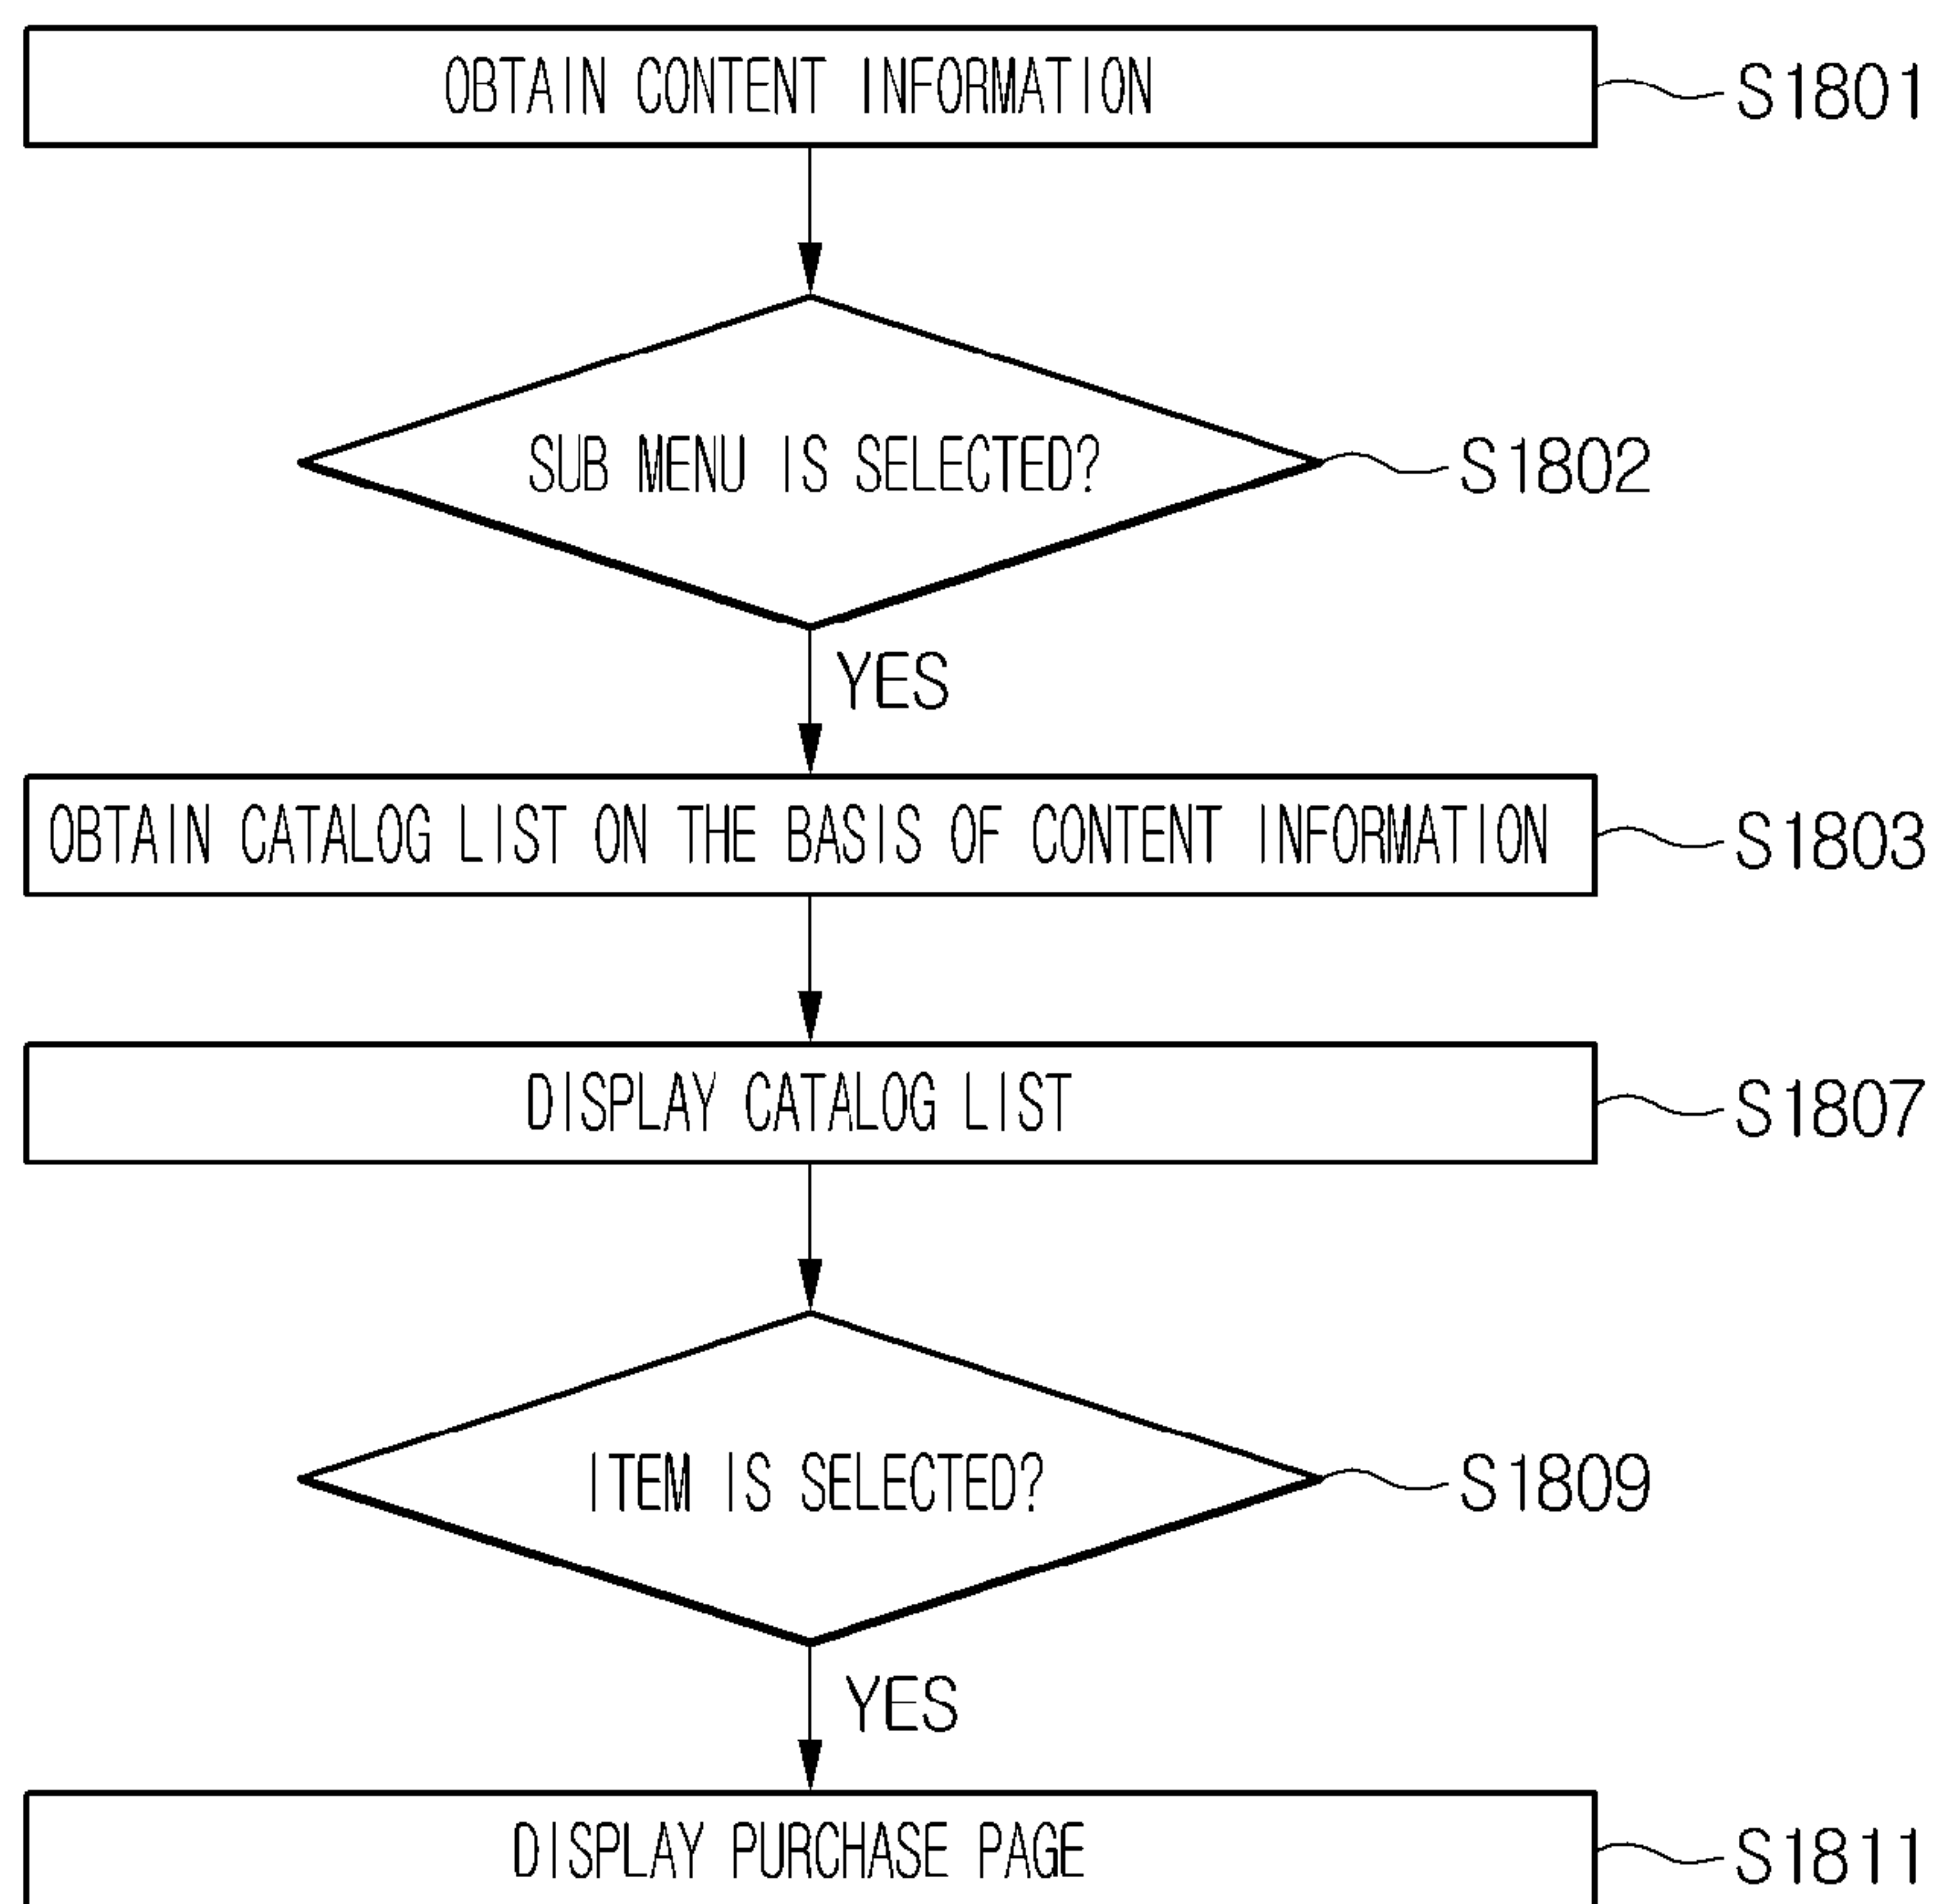 OBTAIN CONTENT INFORMATION S1801
SUB MENU IS SELECTED? S1802
YES
OBTAIN CATALOG LIST ON THE BASIS OF CONTENT INFORMATION S1803
DISPLAY CATALOG LIST S1807
ITEM IS SELECTED? S1809
YES
DISPLAY PURCHASE PAGE S1811